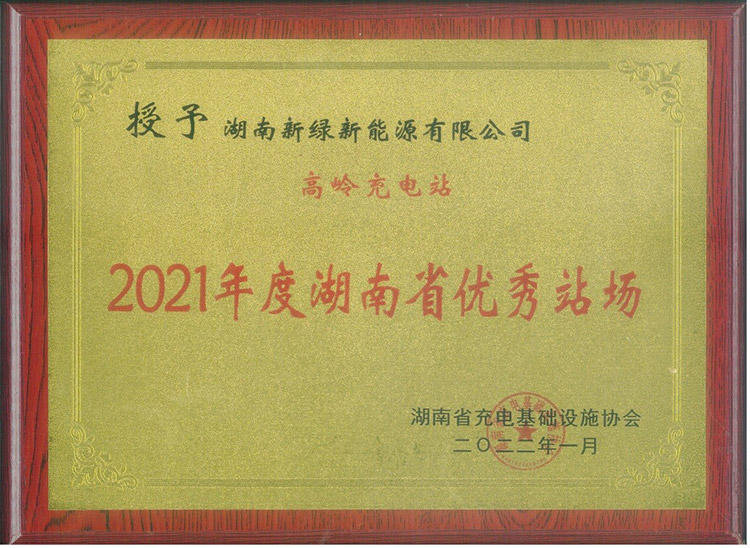 授予 湖南新绿新能源有限公司
高岭充电站
2021年度湖南省优秀站场
湖南省充电基础设施协会
二〇二二年一月